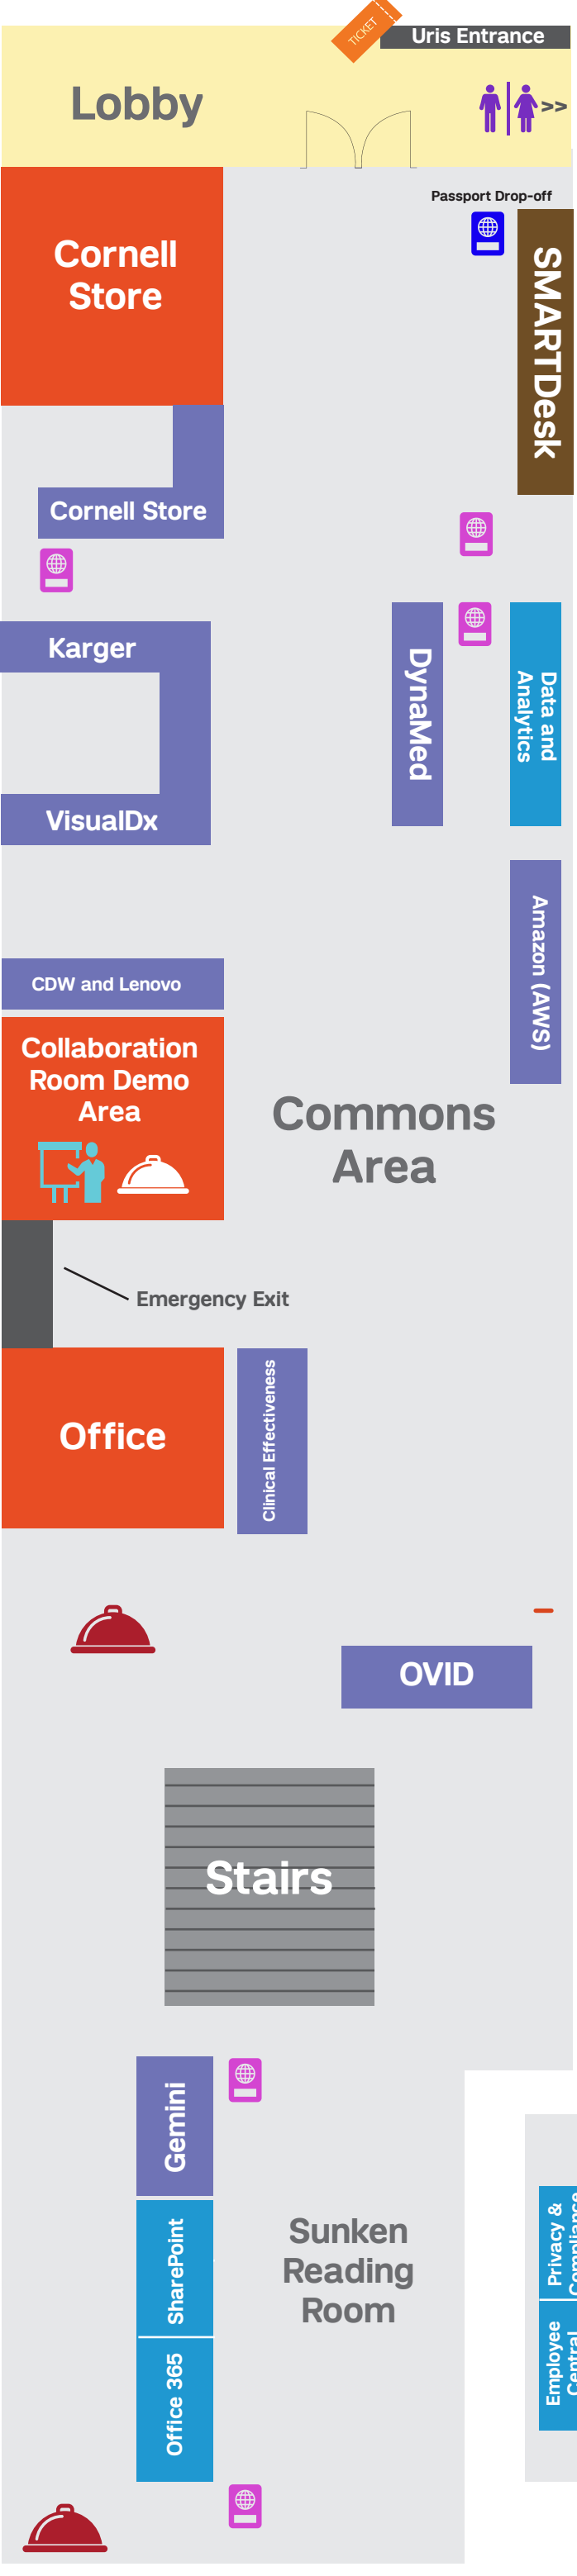 TICKET
Uris Entrance
Lobby
>>
Passport Drop-off
Cornell
Store
SMARTDesk
Cornell Store
Karger
DynaMed
Data and
Analytics
VisualDx
Amazon (AWS)
CDW and Lenovo
Collaboration
Room Demo
Area
Commons
Area
Emergency Exit
Office
Clinical Effectiveness
OVID
Stairs
Gemini
SharePoint
Office 365
Sunken
Reading
Room
Privacy &
Compliance
Employee
Central